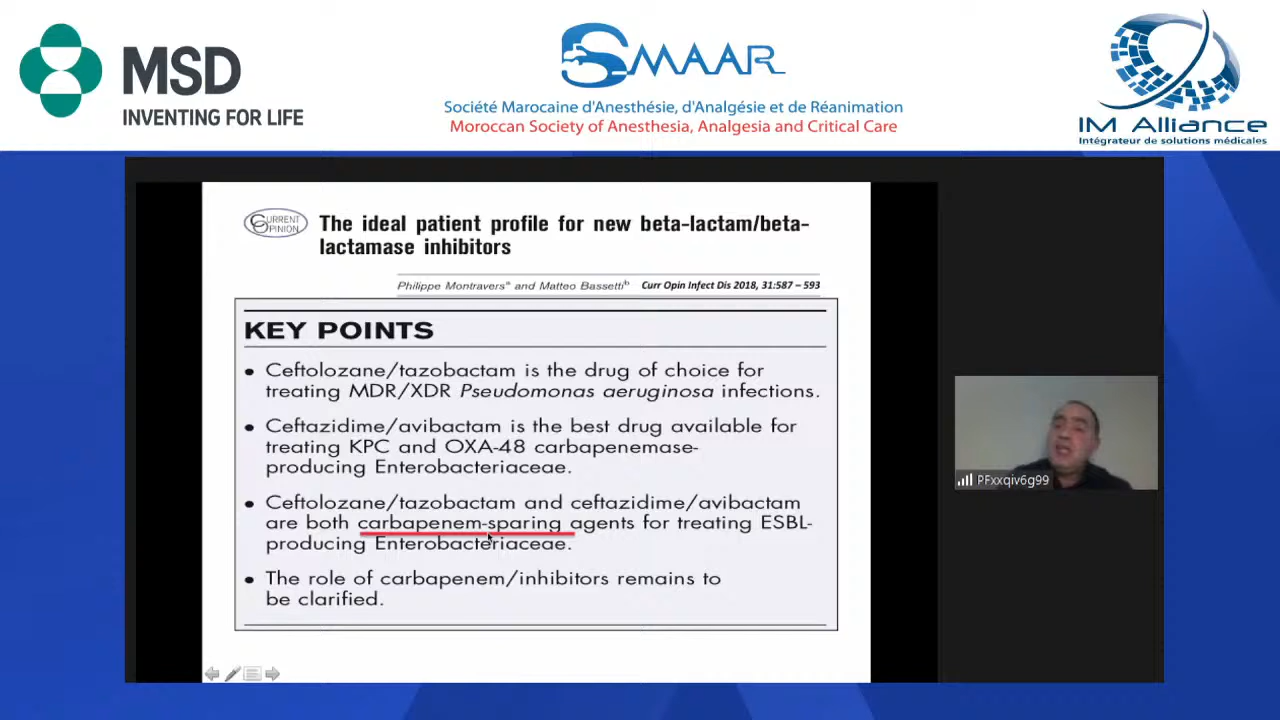 MSD
INVENTING FOR LIFE
SMAAR
Société Marocaine d'Anesthésie, d'Analgésie et de Réanimation
Moroccan Society of Anesthesia, Analgesia and Critical Care
IM Alliance
Intégrateur de solutions médicales
CURRENT
OPINION
The ideal patient profile for new beta-lactam/beta-
lactamase inhibitors
Philippe Montravers^a and Matteo Bassetti^b Curr Opin Infect Dis 2018, 31:587 – 593
KEY POINTS
• Ceftolozane/tazobactam is the drug of choice for
treating MDR/XDR Pseudomonas aeruginosa infections.
• Ceftazidime/avibactam is the best drug available for
treating KPC and OXA-48 carbapenemase-
producing Enterobacteriaceae.
• Ceftolozane/tazobactam and ceftazidime/avibactam
are both carbapenem-sparing agents for treating ESBL-
producing Enterobacteriaceae.
• The role of carbapenem/inhibitors remains to
be clarified.
PFxxqiv6g99